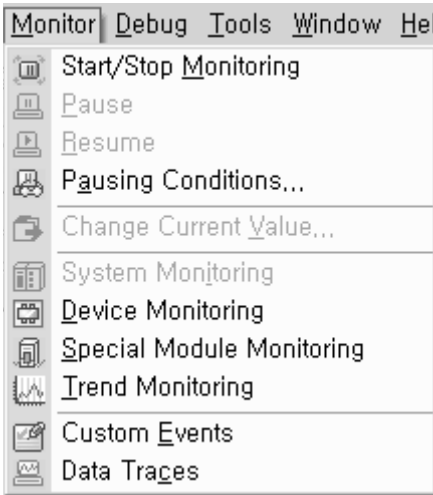 Monitor Debug Tools Window He
Start/Stop Monitoring
Pause
Resume
Pausing Conditions...
Change Current Value...
System Monitoring
Device Monitoring
Special Module Monitoring
Trend Monitoring
Custom Events
Data Traces